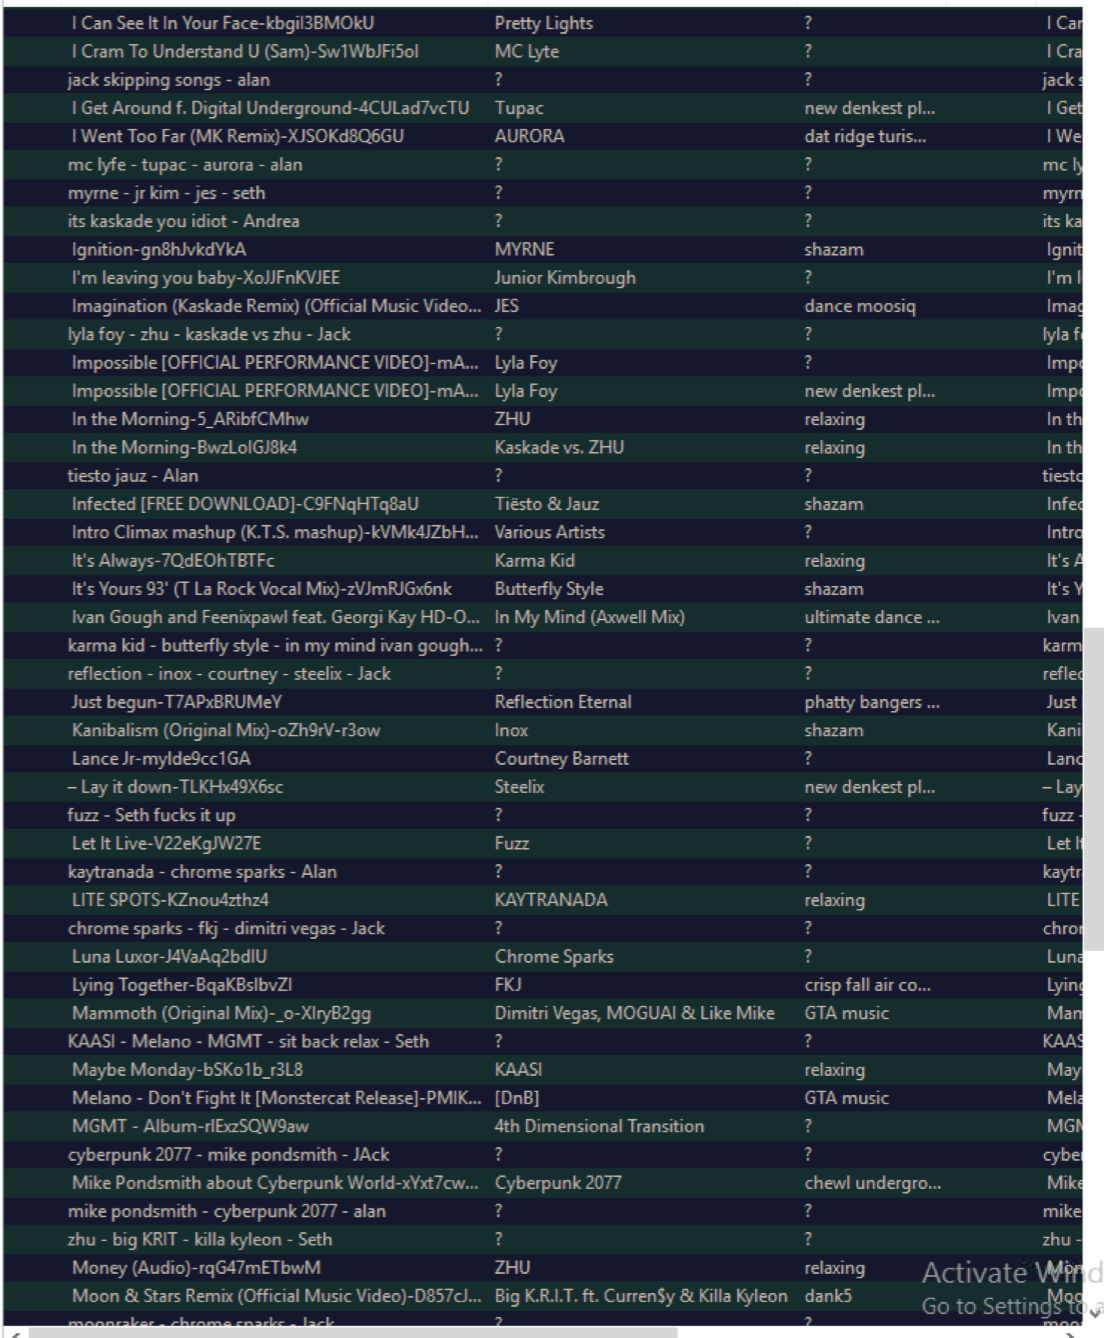 I Can See It In Your Face-kbgil3BMOkU Pretty Lights ? I Can
I Cram To Understand U (Sam)-Sw1WbJFi5oI MC Lyte ? I Cra
jack skipping songs - alan ? ? jack s
I Get Around f. Digital Underground-4CULad7vcTU Tupac new denkest pl... I Get
I Went Too Far (MK Remix)-XJSOKd8Q6GU AURORA dat ridge turis... I We
mc lyfe - tupac - aurora - alan ? ? mc ly
myrne - jr kim - jes - seth ? ? myrn
its kaskade you idiot - Andrea ? ? its ka
Ignition-gn8hJvkdYkA MYRNE shazam Ignit
I'm leaving you baby-XoJJFnKVJEE Junior Kimbrough ? I'm l
Imagination (Kaskade Remix) (Official Music Video... JES dance moosiq Imag
lyla foy - zhu - kaskade vs zhu - Jack ? ? lyla f
Impossible [OFFICIAL PERFORMANCE VIDEO]-mA... Lyla Foy ? Impo
Impossible [OFFICIAL PERFORMANCE VIDEO]-mA... Lyla Foy new denkest pl... Impo
In the Morning-5_ARibfCMhw ZHU relaxing In th
In the Morning-BwzLolGJ8k4 Kaskade vs. ZHU relaxing In th
tiesto jauz - Alan ? ? tiesto
Infected [FREE DOWNLOAD]-C9FNqHTq8aU Tiësto & Jauz shazam Infec
Intro Climax mashup (K.T.S. mashup)-kVMk4JZbH... Various Artists ? Intro
It's Always-7QdEOhTBTFc Karma Kid relaxing It's A
It's Yours 93' (T La Rock Vocal Mix)-zVJmRJGx6nk Butterfly Style shazam It's Y
Ivan Gough and Feenixpawl feat. Georgi Kay HD-O... In My Mind (Axwell Mix) ultimate dance ... Ivan
karma kid - butterfly style - in my mind ivan gough... ? ? karm
reflection - inox - courtney - steelix - Jack ? ? reflec
Just begun-T7APxBRUMeY Reflection Eternal phatty bangers ... Just
Kanibalism (Original Mix)-oZh9rV-r3ow Inox shazam Kani
Lance Jr-mylde9cc1GA Courtney Barnett ? Lanc
– Lay it down-TLKHx49X6sc Steelix new denkest pl... – Lay
fuzz - Seth fucks it up ? ? fuzz -
Let It Live-V22eKgJW27E Fuzz ? Let It
kaytranada - chrome sparks - Alan ? ? kaytr
LITE SPOTS-KZnou4zthz4 KAYTRANADA relaxing LITE
chrome sparks - fkj - dimitri vegas - Jack ? ? chron
Luna Luxor-J4VaAq2bdIU Chrome Sparks ? Luna
Lying Together-BqaKBslbvZI FKJ crisp fall air co... Lying
Mammoth (Original Mix)-_o-XIryB2gg Dimitri Vegas, MOGUAI & Like Mike GTA music Mam
KAASI - Melano - MGMT - sit back relax - Seth ? ? KAAS
Maybe Monday-bSKo1b_r3L8 KAASI relaxing May
Melano - Don't Fight It [Monstercat Release]-PMIK... [DnB] GTA music Mela
MGMT - Album-rlExzSQW9aw 4th Dimensional Transition ? MGN
cyberpunk 2077 - mike pondsmith - JAck ? ? cyber
Mike Pondsmith about Cyberpunk World-xYxt7cw... Cyberpunk 2077 chewl undergro... Mike
mike pondsmith - cyberpunk 2077 - alan ? ? mike
zhu - big KRIT - killa kyleon - Seth ? ? zhu -
Money (Audio)-rqG47mETbwM ZHU relaxing Mon
Moon & Stars Remix (Official Music Video)-D857cJ... Big K.R.I.T. ft. Curren$y & Killa Kyleon dank5 Moo
moonraker - chrome sparks - Jack ? ? moon
Activate Wind
Go to Settings to a